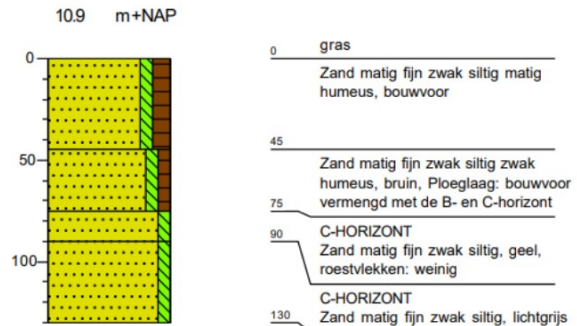 10.9 m+NAP
0
50
100
0 gras
Zand matig fijn zwak siltig matig
humeus, bouwvoor
45
Zand matig fijn zwak siltig zwak
humeus, bruin, Ploeglaag: bouwvoor
vermengd met de B- en C-horizont
75
C-HORIZONT
90
Zand matig fijn zwak siltig, geel,
roestvlekken: weinig
C-HORIZONT
130
Zand matig fijn zwak siltig, lichtgrijs